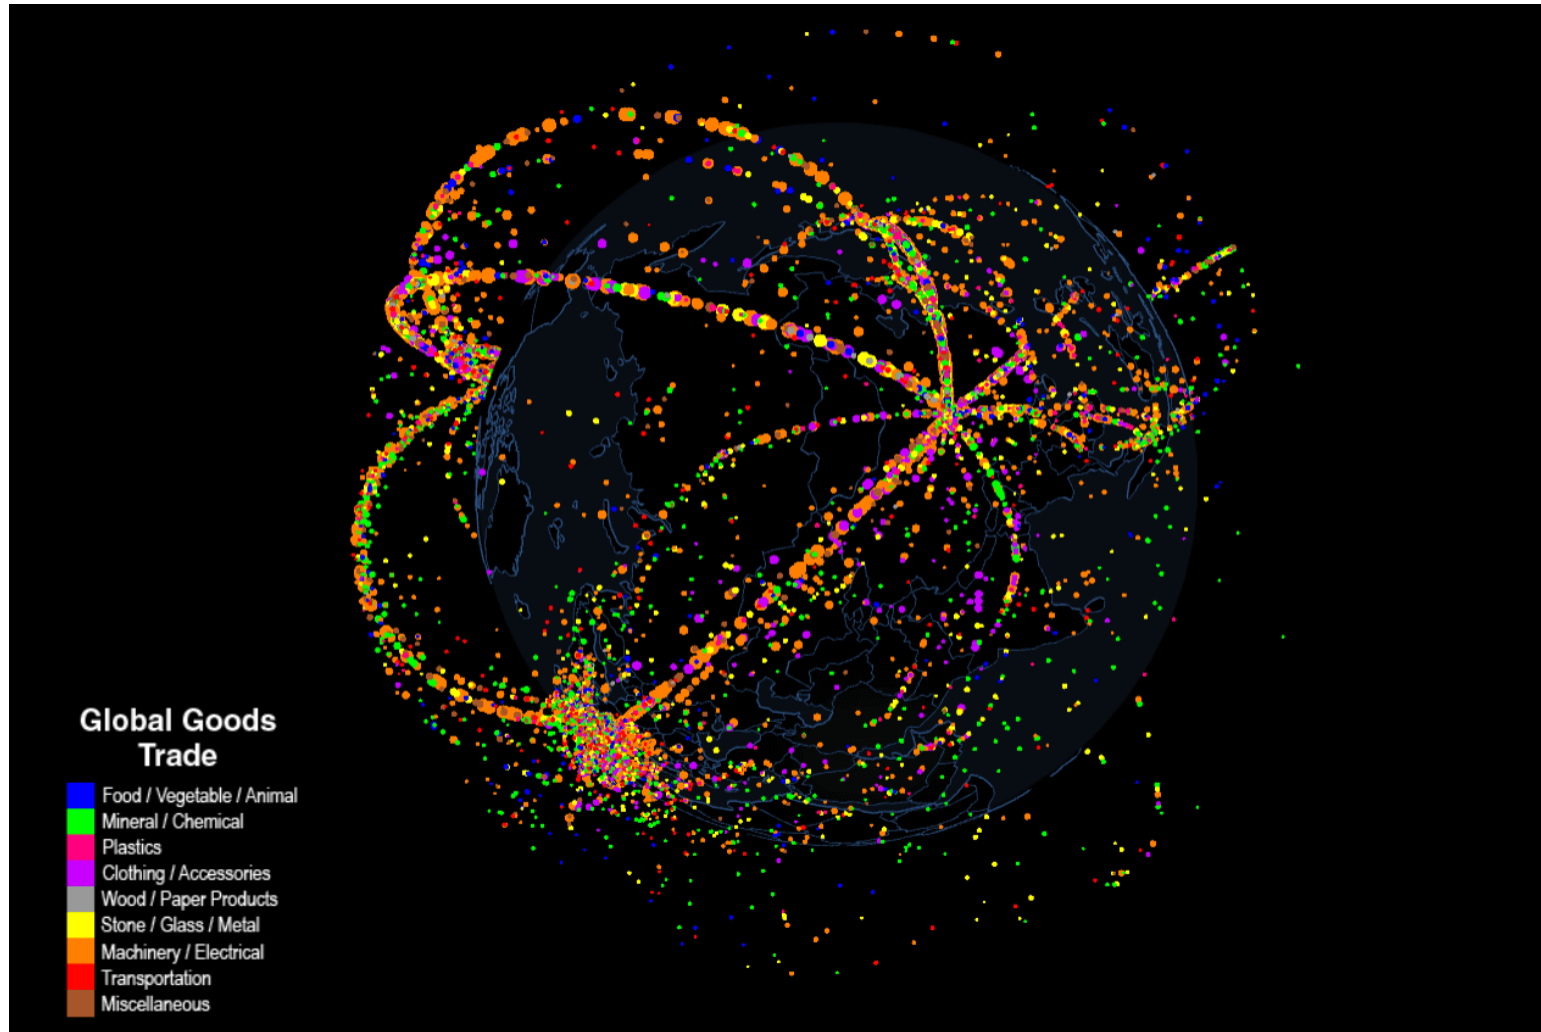 Global Goods
Trade
Food / Vegetable / Animal
Mineral / Chemical
Plastics
Clothing / Accessories
Wood / Paper Products
Stone / Glass / Metal
Machinery / Electrical
Transportation
Miscellaneous